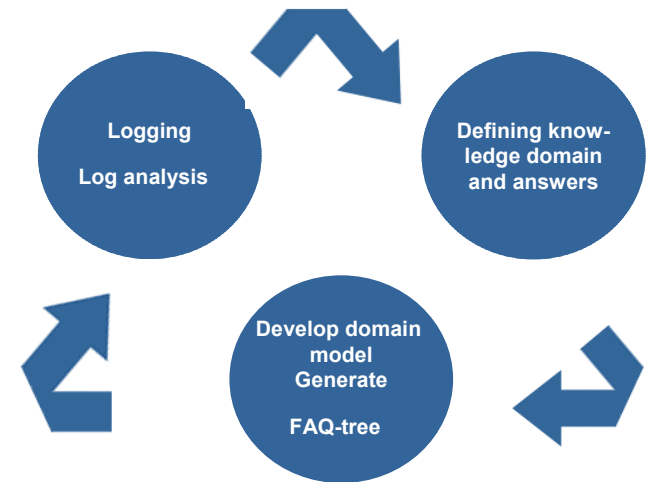 Logging
Log analysis
Defining know-
ledge domain
and answers
Develop domain
model
Generate
FAQ-tree